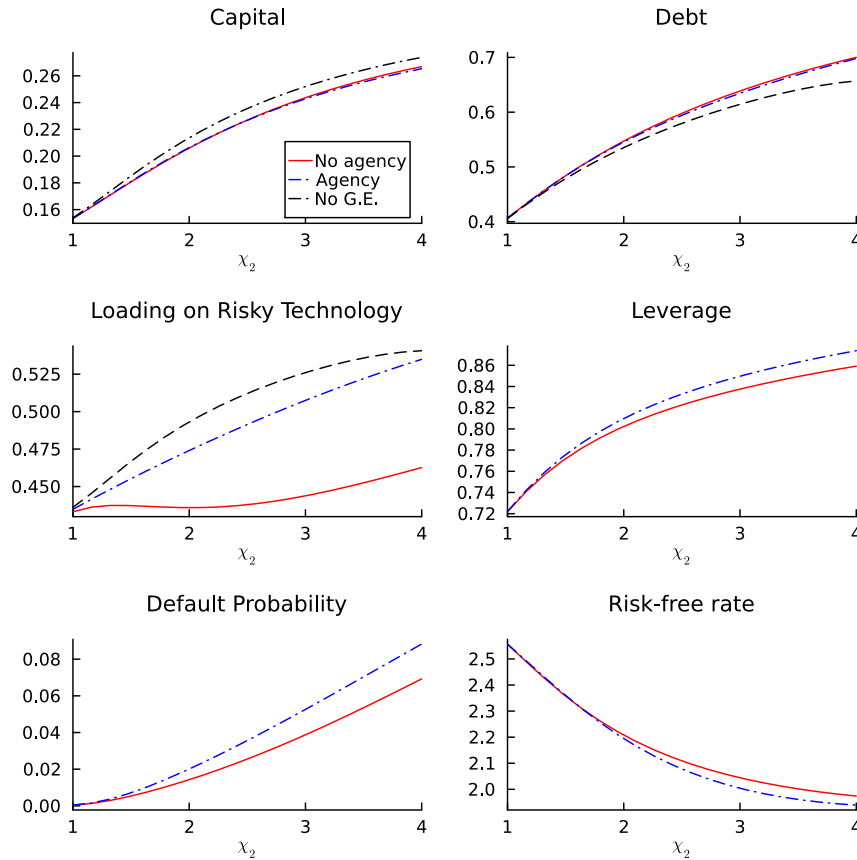 Capital
0.26
0.24
0.22
0.20
0.18
0.16
No agency
Agency
No G.E.
1 2 3 4
χ₂
Debt
0.7
0.6
0.5
0.4
1 2 3 4
χ₂
Loading on Risky Technology
0.525
0.500
0.475
0.450
1 2 3 4
χ₂
Leverage
0.86
0.84
0.82
0.80
0.78
0.76
0.74
0.72
1 2 3 4
χ₂
Default Probability
0.08
0.06
0.04
0.02
0.00
1 2 3 4
χ₂
Risk-free rate
2.5
2.4
2.3
2.2
2.1
2.0
1 2 3 4
χ₂